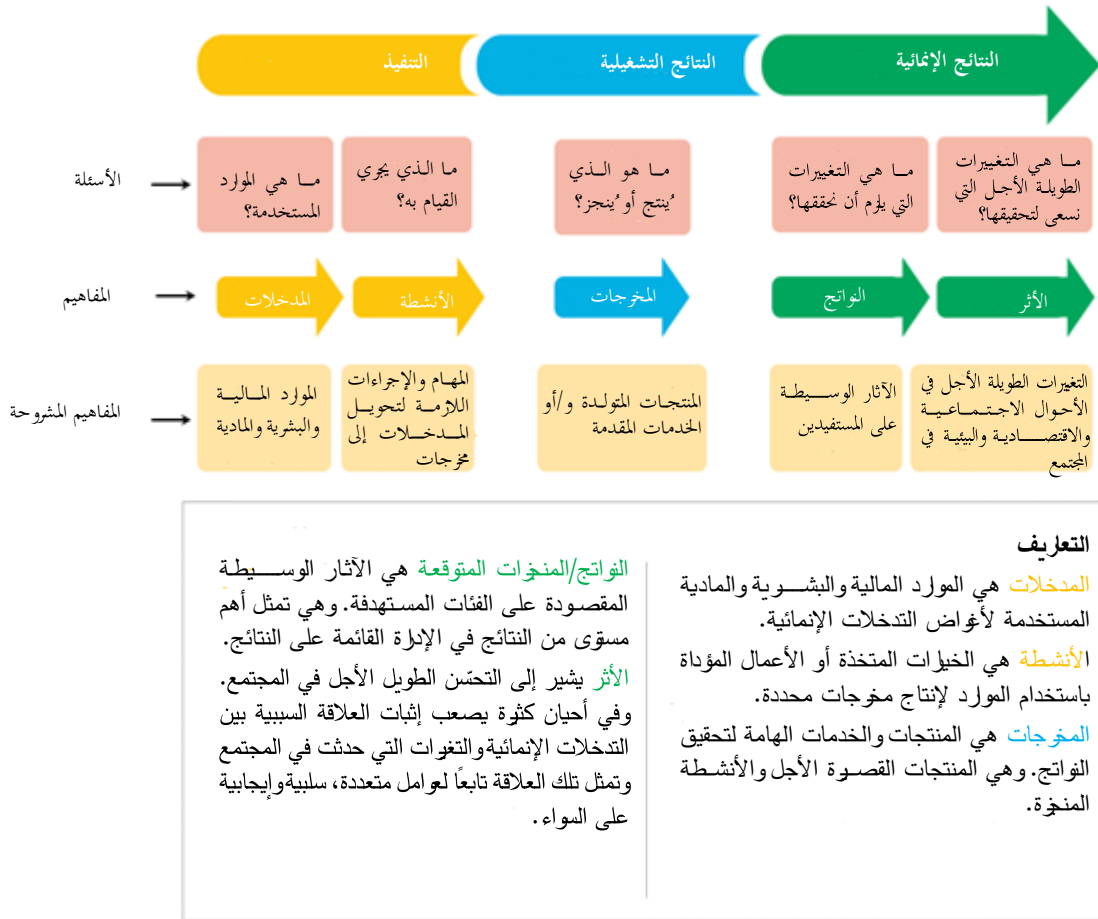 التنفيذ
النتائج التشغيلية
النتائج الإنمائية
الأسئلة
ما هي الموارد
المستخدمة؟
ما الذي يجري
القيام به؟
ما هو الذي
يُنتج أو يُنجز؟
ما هي التغييرات
التي يلزم أن نحققها؟
ما هي التغييرات
الطويلة الأجل التي
نسعى لتحقيقها؟
المفاهيم
المدخلات
الأنشطة
المخرجات
النواتج
الأثر
المفاهيم المشروحة
الموارد المالية
والبشرية والمادية
المهام والإجراءات
اللازمة لتحويل
المدخلات إلى
مخرجات
المنتجات المتولدة و/أو
الخدمات المقدمة
الآثار الوسيطة
على المستفيدين
التغيرات الطويلة الأجل في
الأحوال الاجتماعية
والاقتصادية والبيئية في
المجتمع
التعاريف
المدخلات هي الموارد المالية والبشرية والمادية
المستخدمة لأغراض التدخلات الإنمائية.
الأنشطة هي الخيارات المتخذة أو الأعمال المؤداة
باستخدام الموارد لإنتاج مخرجات محددة.
المخرجات هي المنتجات والخدمات الهامة لتحقيق
النواتج. وهي المنتجات القصيرة الأجل والأنشطة
المنجزة.
النواتج/المنجزات المتوقعة هي الآثار الوسيطة
المقصودة على الفئات المستهدفة. وهي تمثل أهم
مستوى من النتائج في الإدارة القائمة على النتائج.
الأثر يشير إلى التحسّن الطويل الأجل في المجتمع.
وفي أحيان كثيرة يصعب إثبات العلاقة السببية بين
التدخلات الإنمائية والتغيرات التي حدثت في المجتمع
وتمثل تلك العلاقة تابعاً لعوامل متعددة، سلبية وإيجابية
على السواء.